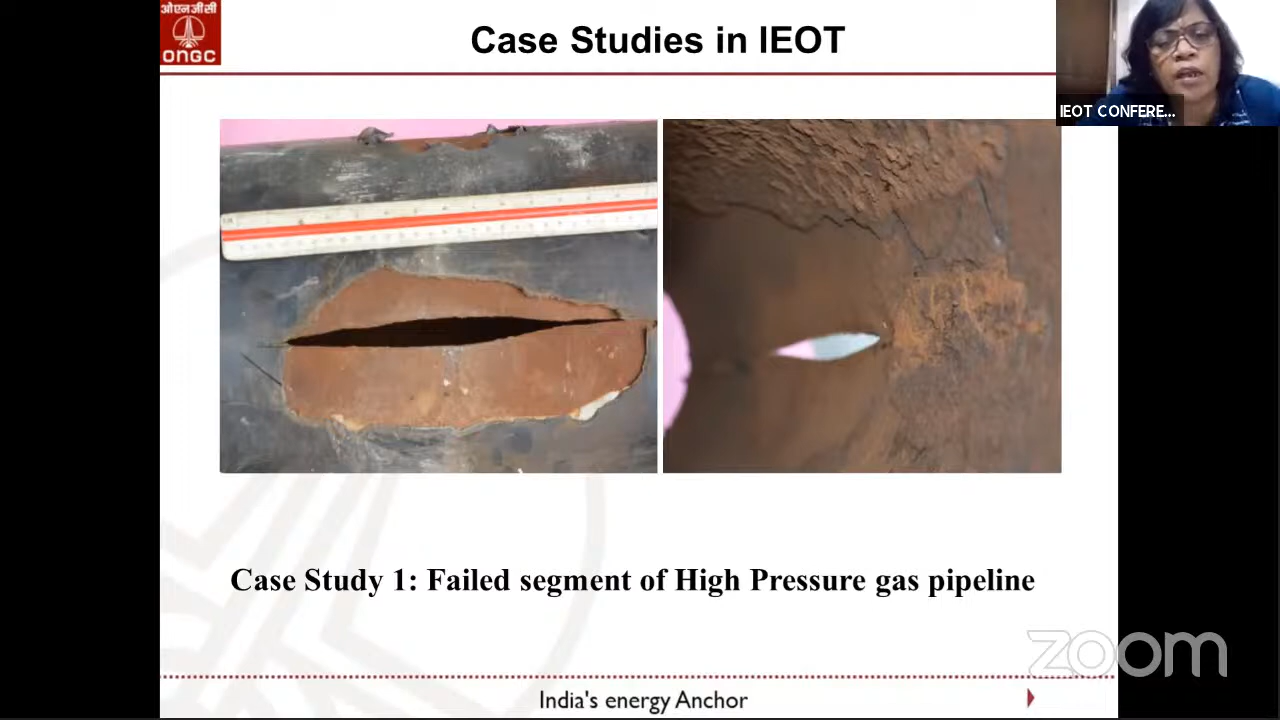 ओएनजीसी
ONGC
Case Studies in IEOT
IEOT CONFERE...
Case Study 1: Failed segment of High Pressure gas pipeline
zoom
India's energy Anchor